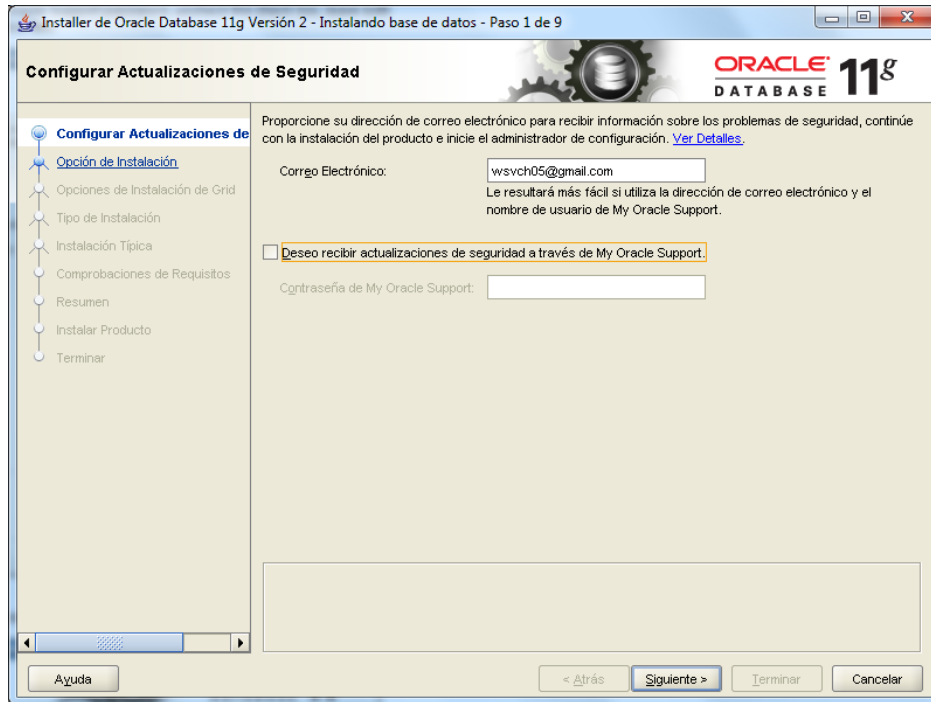 Installer de Oracle Database 11g Versión 2 - Instalando base de datos - Paso 1 de 9
Configurar Actualizaciones de Seguridad
ORACLE
DATABASE
11g
Configurar Actualizaciones de
Opción de Instalación
Opciones de Instalación de Grid
Tipo de Instalación
Instalación Típica
Comprobaciones de Requisitos
Resumen
Instalar Producto
Terminar
Proporcione su dirección de correo electrónico para recibir información sobre los problemas de seguridad, continúe
con la instalación del producto e inicie el administrador de configuración. Ver Detalles.
Correo Electrónico:
wsvch05@gmail.com
Le resultará más fácil si utiliza la dirección de correo electrónico y el
nombre de usuario de My Oracle Support.
Deseo recibir actualizaciones de seguridad a través de My Oracle Support.
Contraseña de My Oracle Support:
Ayuda
< Atrás
Siguiente >
Terminar
Cancelar